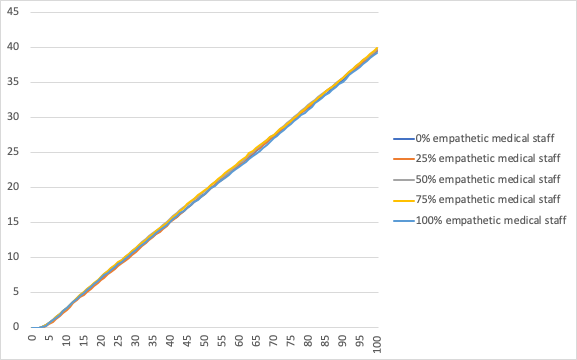 45
40
35
30
25
20
15
10
5
0
0 5 10 15 20 25 30 35 40 45 50 55 60 65 70 75 80 85 90 95 100
0% empathetic medical staff
25% empathetic medical staff
50% empathetic medical staff
75% empathetic medical staff
100% empathetic medical staff